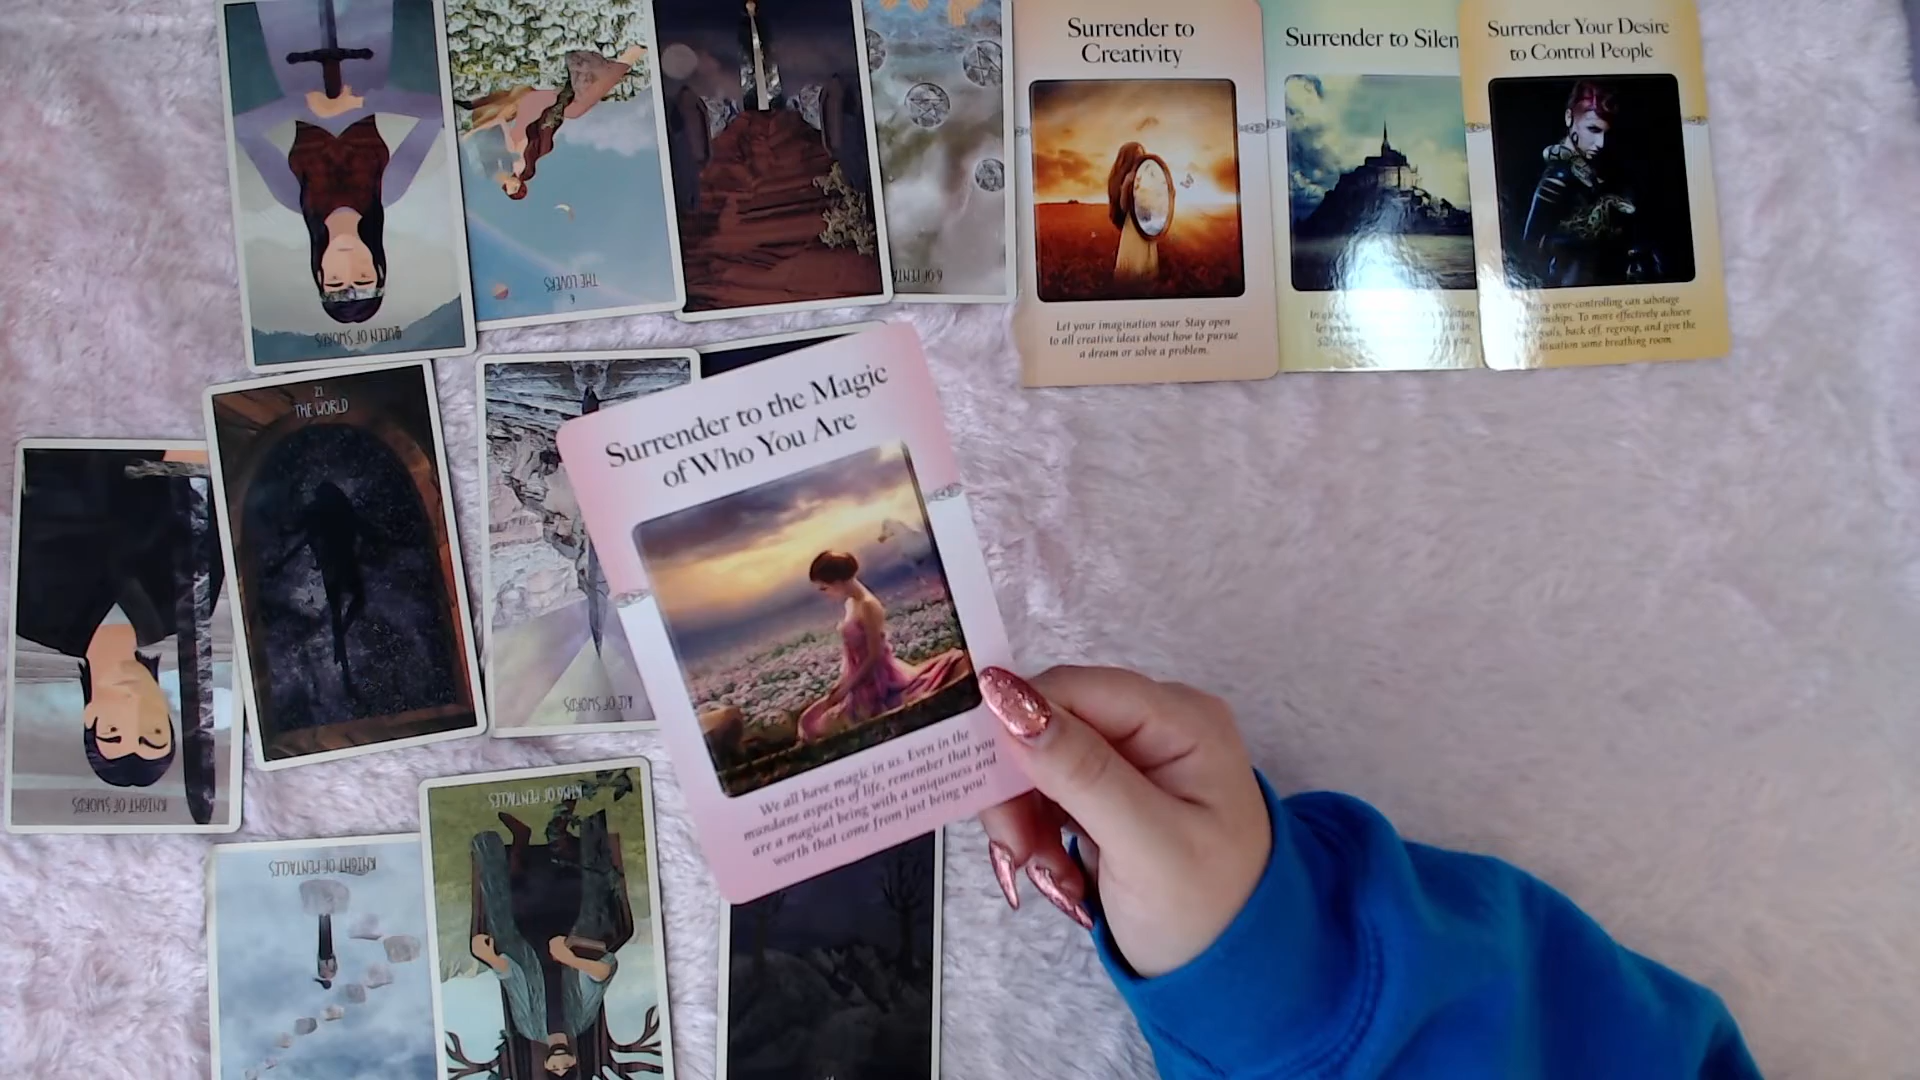 Surrender to
Creativity
Let your imagination soar. Stay open
to all creative ideas about how to pursue
a dream or solve a problem.
Surrender to Silen
Surrender Your Desire
to Control People
over-controlling can sabotage
To more effectively achieve
back off, regroup, and give the
situation some breathing room.
QUEEN OF SWORDS
6
THE LOVERS
6 OF PENTA
21
THE WORLD
ACE OF SWORDS
Surrender to the Magic
of Who You Are
We all have magic in us. Even in the
mundane aspects of life, remember that you
are a magical being with a uniqueness and
worth that come from just being you!
KNIGHT OF SWORDS
KNIGHT OF PENTACLES
KING OF PENTACLES